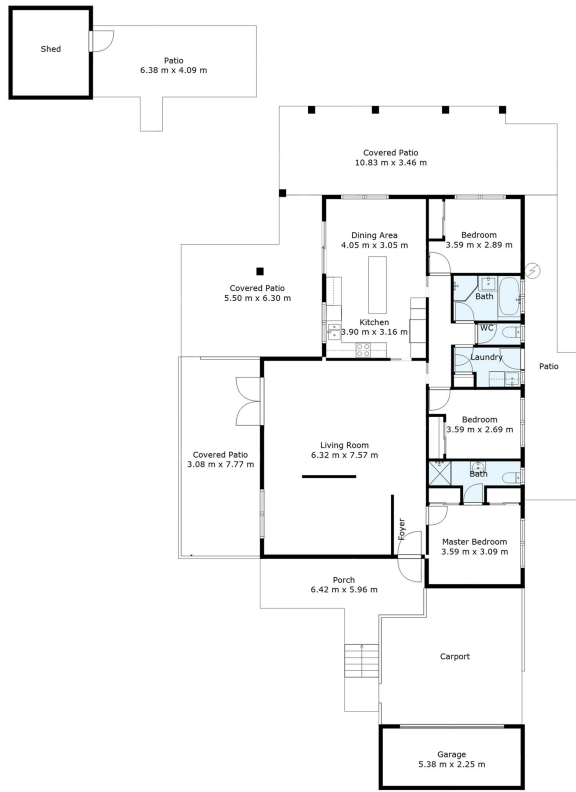 Shed
Patio
6.38 m x 4.09 m
Covered Patio
10.83 m x 3.46 m
Dining Area
4.05 m x 3.05 m
Bedroom
3.59 m x 2.89 m
Covered Patio
5.50 m x 6.30 m
Bath
Kitchen
3.90 m x 3.16 m
WC
Laundry
Patio
Bedroom
3.59 m x 2.69 m
Living Room
6.32 m x 7.57 m
Covered Patio
3.08 m x 7.77 m
Bath
Foyer
Master Bedroom
3.59 m x 3.09 m
Porch
6.42 m x 5.96 m
Carport
Garage
5.38 m x 2.25 m